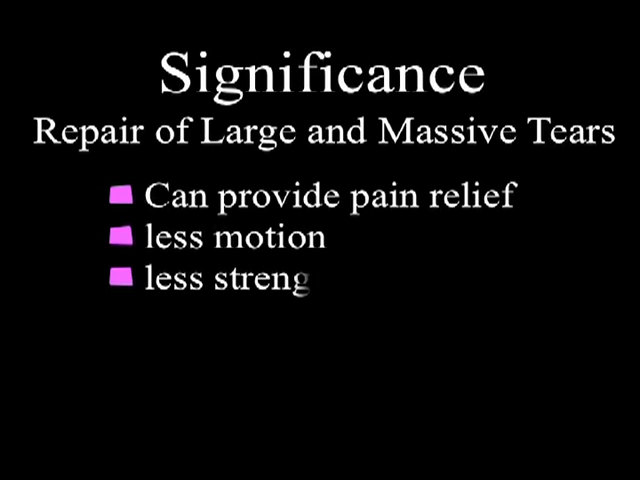 Significance
Repair of Large and Massive Tears
Can provide pain relief
less motion
less streng